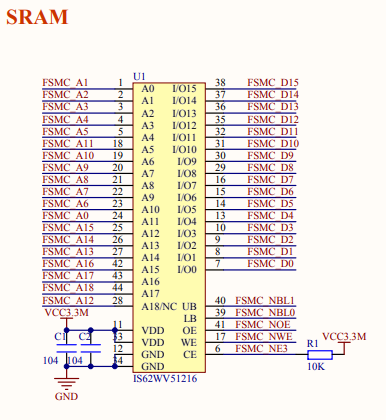 SRAM
U1
FSMC_A1 1 A0 I/O15 38 FSMC_D15
FSMC_A2 2 A1 I/O14 37 FSMC_D14
FSMC_A3 3 A2 I/O13 36 FSMC_D13
FSMC_A4 4 A3 I/O12 35 FSMC_D12
FSMC_A5 5 A4 I/O11 32 FSMC_D11
FSMC_A11 18 A5 I/O10 31 FSMC_D10
FSMC_A10 19 A6 I/O9 30 FSMC_D9
FSMC_A9 20 A7 I/O8 29 FSMC_D8
FSMC_A8 21 A8 I/O7 16 FSMC_D7
FSMC_A7 22 A9 I/O6 15 FSMC_D6
FSMC_A6 23 A10 I/O5 14 FSMC_D5
FSMC_A0 24 A11 I/O4 13 FSMC_D4
FSMC_A15 25 A12 I/O3 10 FSMC_D3
FSMC_A14 26 A13 I/O2 9 FSMC_D2
FSMC_A13 27 A14 I/O1 8 FSMC_D1
FSMC_A16 42 A15 I/O0 7 FSMC_D0
FSMC_A17 43 A16
FSMC_A18 44 A17
FSMC_A12 28 A18/NC UB 40 FSMC_NBL1
VCC3.3M LB 39 FSMC_NBL0
11 VDD OE 41 FSMC_NOE
C1 C2 33 VDD WE 17 FSMC_NWE R1 VCC3.3M
12 GND CE 6 FSMC_NE3
104 104 34 GND 10K
IS62WV51216
GND